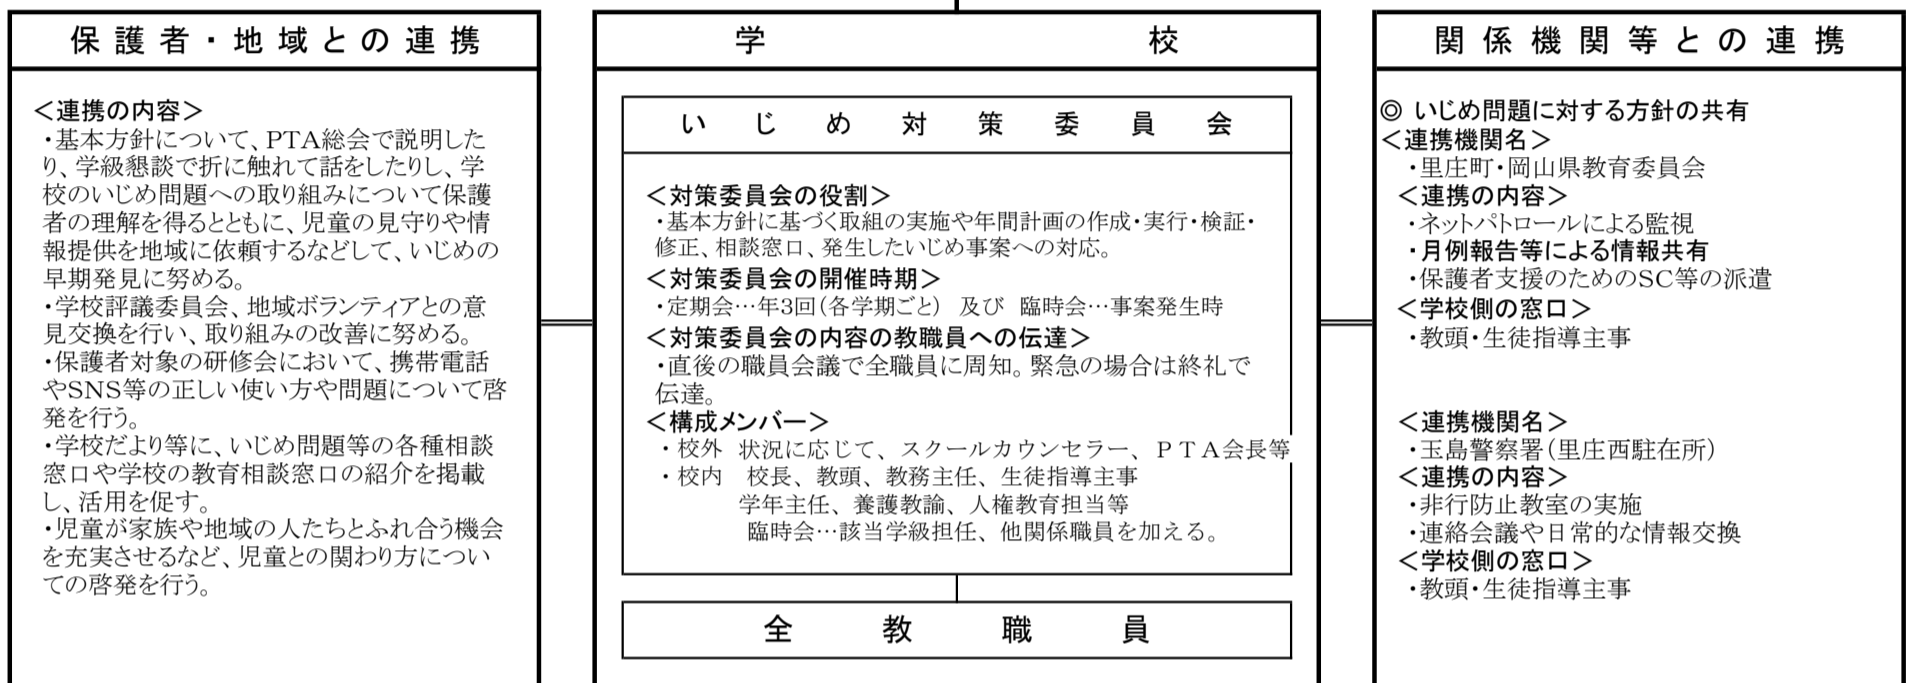 保護者・地域との連携
＜連携の内容＞
・基本方針について、PTA総会で説明した
り、学級懇談で折に触れて話をしたりし、学
校のいじめ問題への取り組みについて保護
者の理解を得るとともに、児童の見守りや情
報提供を地域に依頼するなどして、いじめの
早期発見に努める。
・学校評議委員会、地域ボランティアとの意
見交換を行い、取り組みの改善に努める。
・保護者対象の研修会において、携帯電話
やSNS等の正しい使い方や問題について啓
発を行う。
・学校だより等に、いじめ問題等の各種相談
窓口や学校の教育相談窓口の紹介を掲載
し、活用を促す。
・児童が家族や地域の人たちとふれ合う機会
を充実させるなど、児童との関わり方につい
ての啓発を行う。
学校
いじめ対策委員会
＜対策委員会の役割＞
・基本方針に基づく取組の実施や年間計画の作成・実行・検証・
修正、相談窓口、発生したいじめ事案への対応。
＜対策委員会の開催時期＞
・定期会…年3回(各学期ごと)　及び　臨時会…事案発生時
＜対策委員会の内容の教職員への伝達＞
・直後の職員会議で全職員に周知。緊急の場合は終礼で
伝達。
＜構成メンバー＞
・校外　状況に応じて、スクールカウンセラー、ＰＴＡ会長等
・校内　校長、教頭、教務主任、生徒指導主事
学年主任、養護教諭、人権教育担当等
臨時会…該当学級担任、他関係職員を加える。
全教職員
関係機関等との連携
◎ いじめ問題に対する方針の共有
＜連携機関名＞
・里庄町・岡山県教育委員会
＜連携の内容＞
・ネットパトロールによる監視
・月例報告等による情報共有
・保護者支援のためのSC等の派遣
＜学校側の窓口＞
・教頭・生徒指導主事
＜連携機関名＞
・玉島警察署(里庄西駐在所)
＜連携の内容＞
・非行防止教室の実施
・連絡会議や日常的な情報交換
＜学校側の窓口＞
・教頭・生徒指導主事